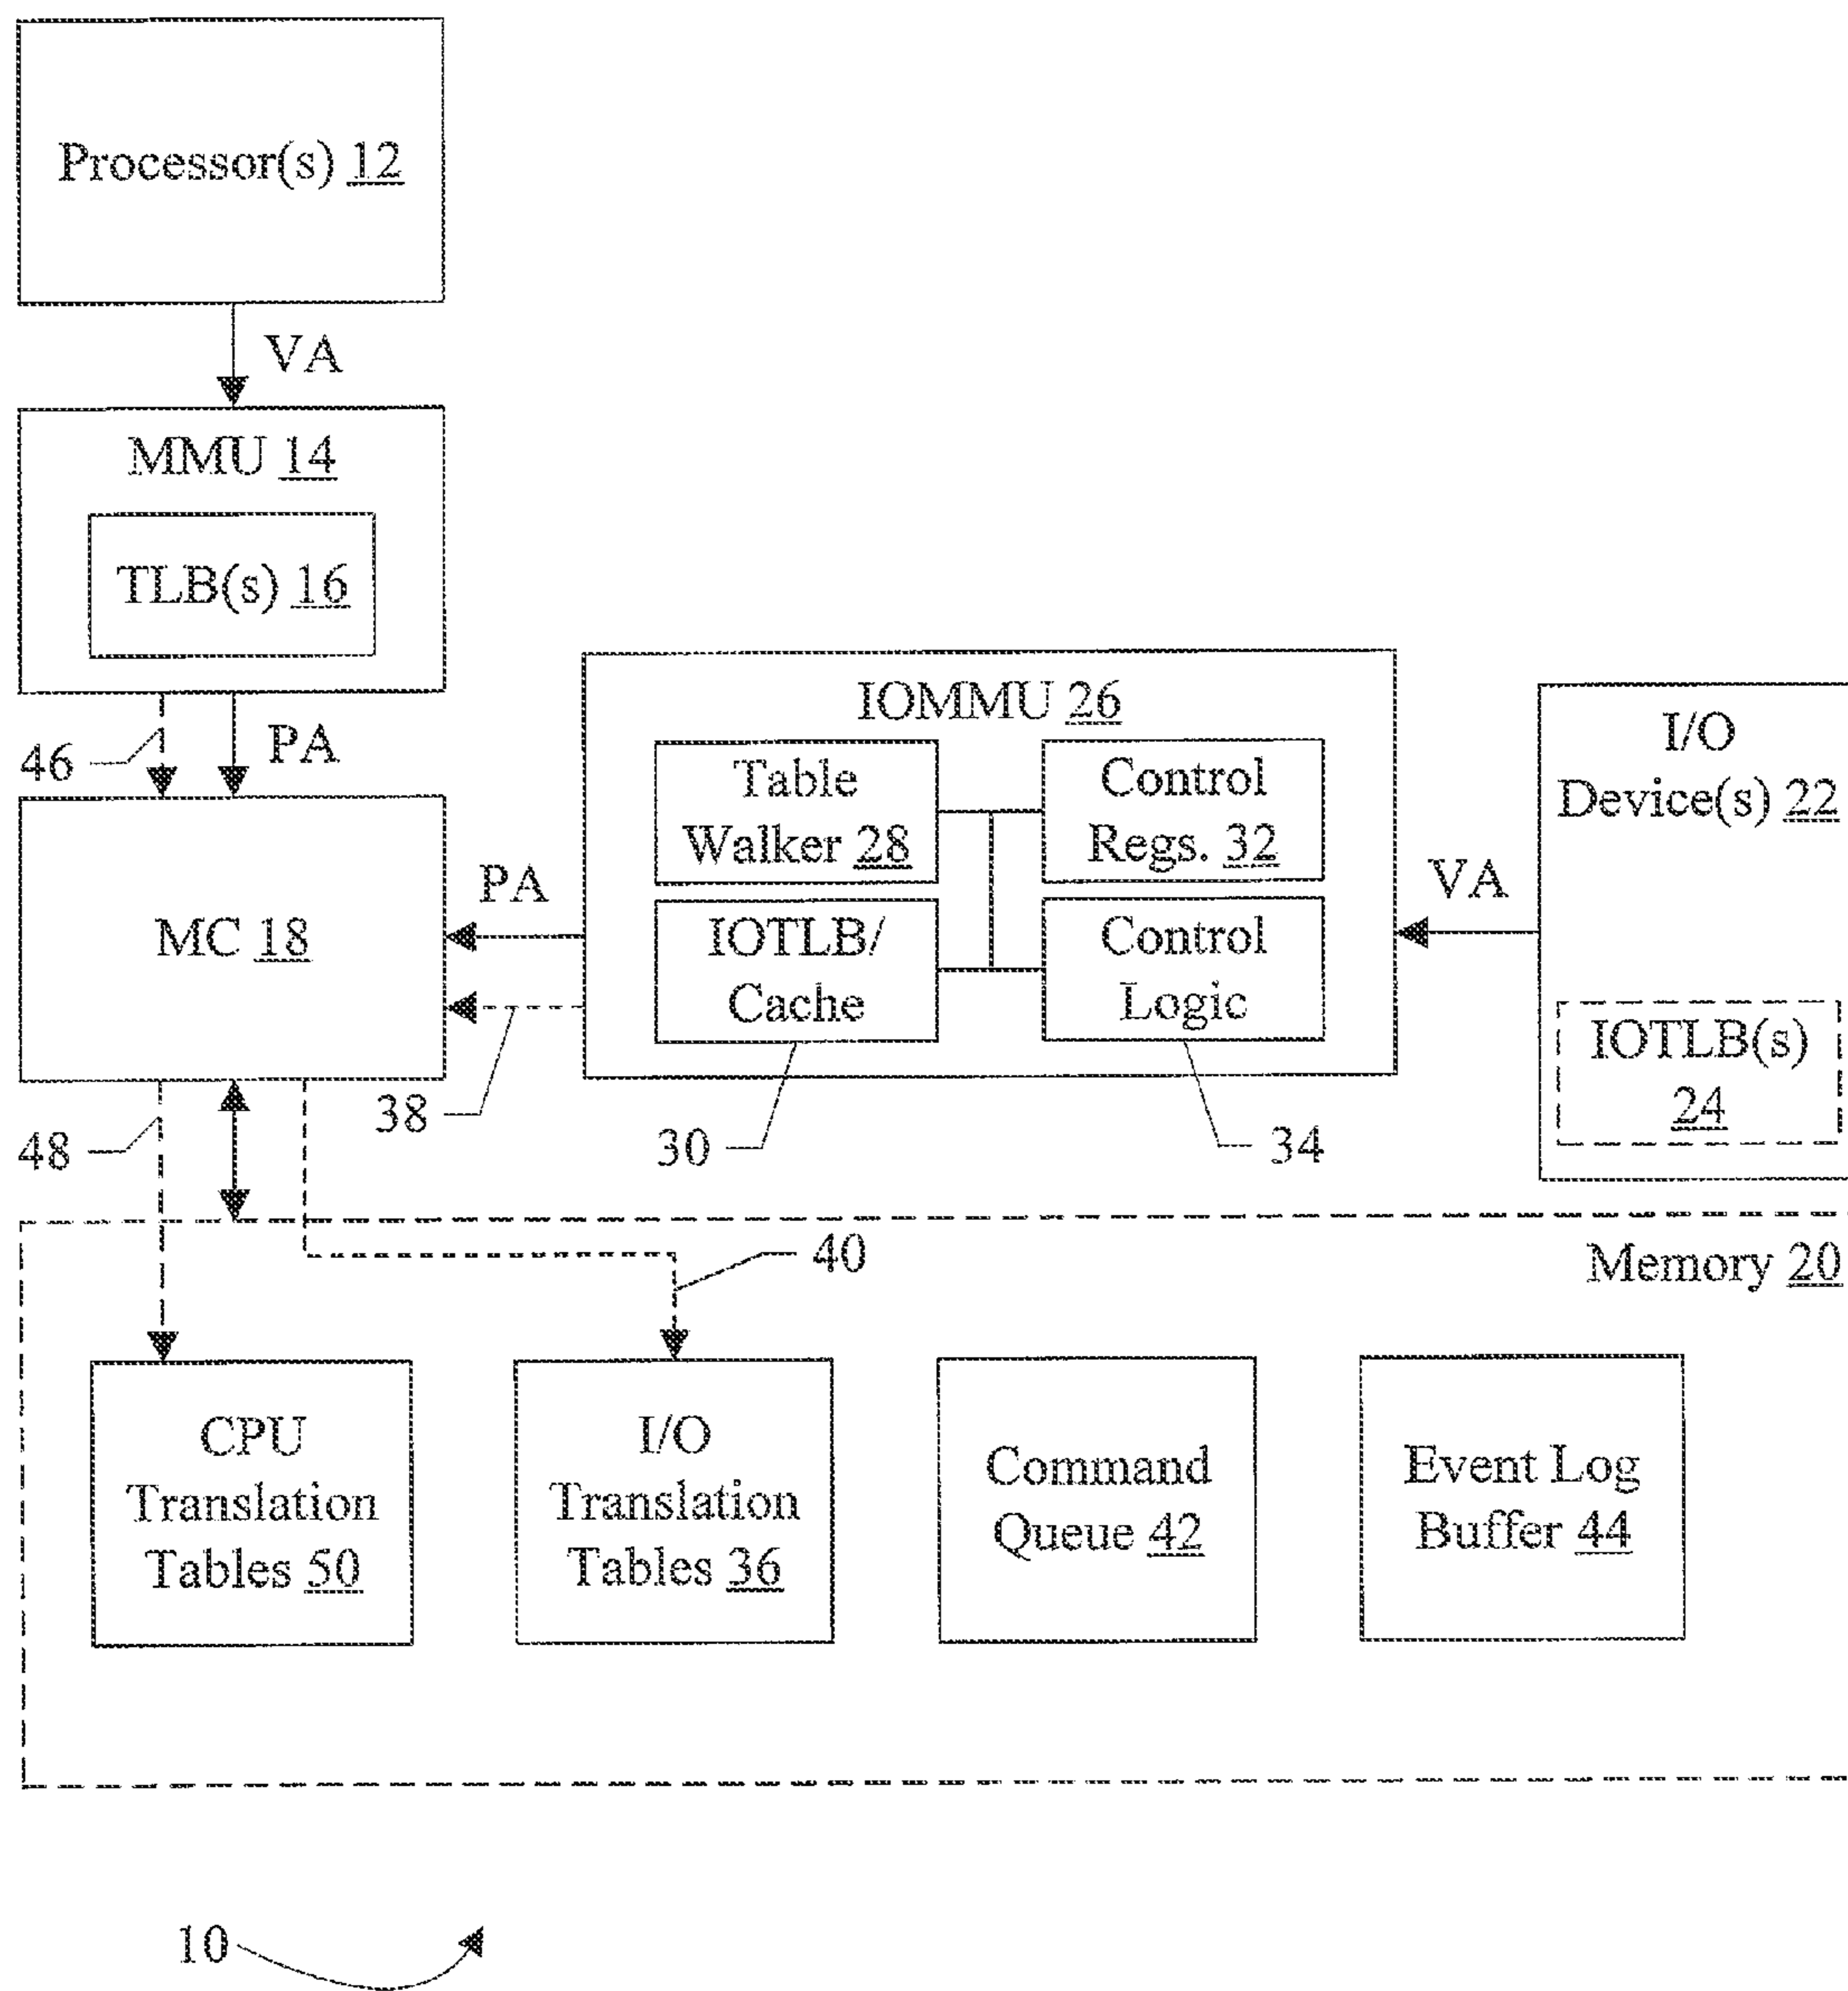 Processor(s) 12
VA
MMU 14
TLB(s) 16
46
PA
MC 18
PA
38
IOMMU 26
Table
Walker 28
Control
Regs. 32
IOTLB/
Cache
Control
Logic
30
34
VA
I/O
Device(s) 22
IOTLB(s)
24
48
40
Memory 20
CPU
Translation
Tables 50
I/O
Translation
Tables 36
Command
Queue 42
Event Log
Buffer 44
10